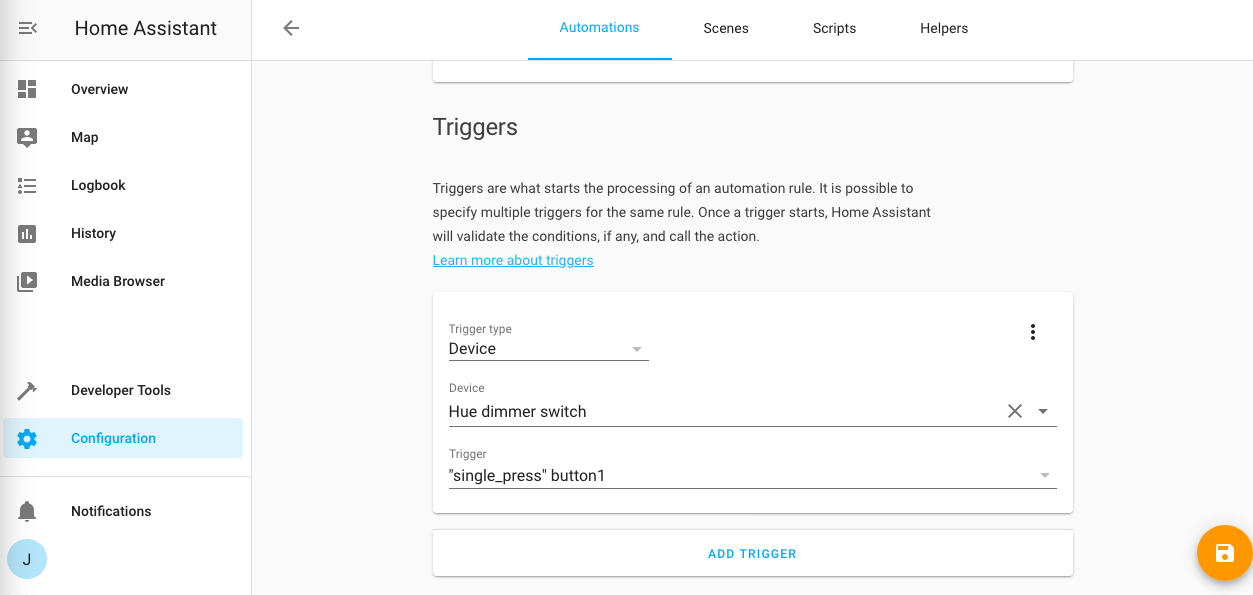 Home Assistant
Automations
Scenes
Scripts
Helpers
Overview
Map
Logbook
History
Media Browser
Developer Tools
Configuration
Notifications
J
Triggers
Triggers are what starts the processing of an automation rule. It is possible to
specify multiple triggers for the same rule. Once a trigger starts, Home Assistant
will validate the conditions, if any, and call the action.
Learn more about triggers
Trigger type
Device
Device
Hue dimmer switch
Trigger
"single_press" button1
ADD TRIGGER